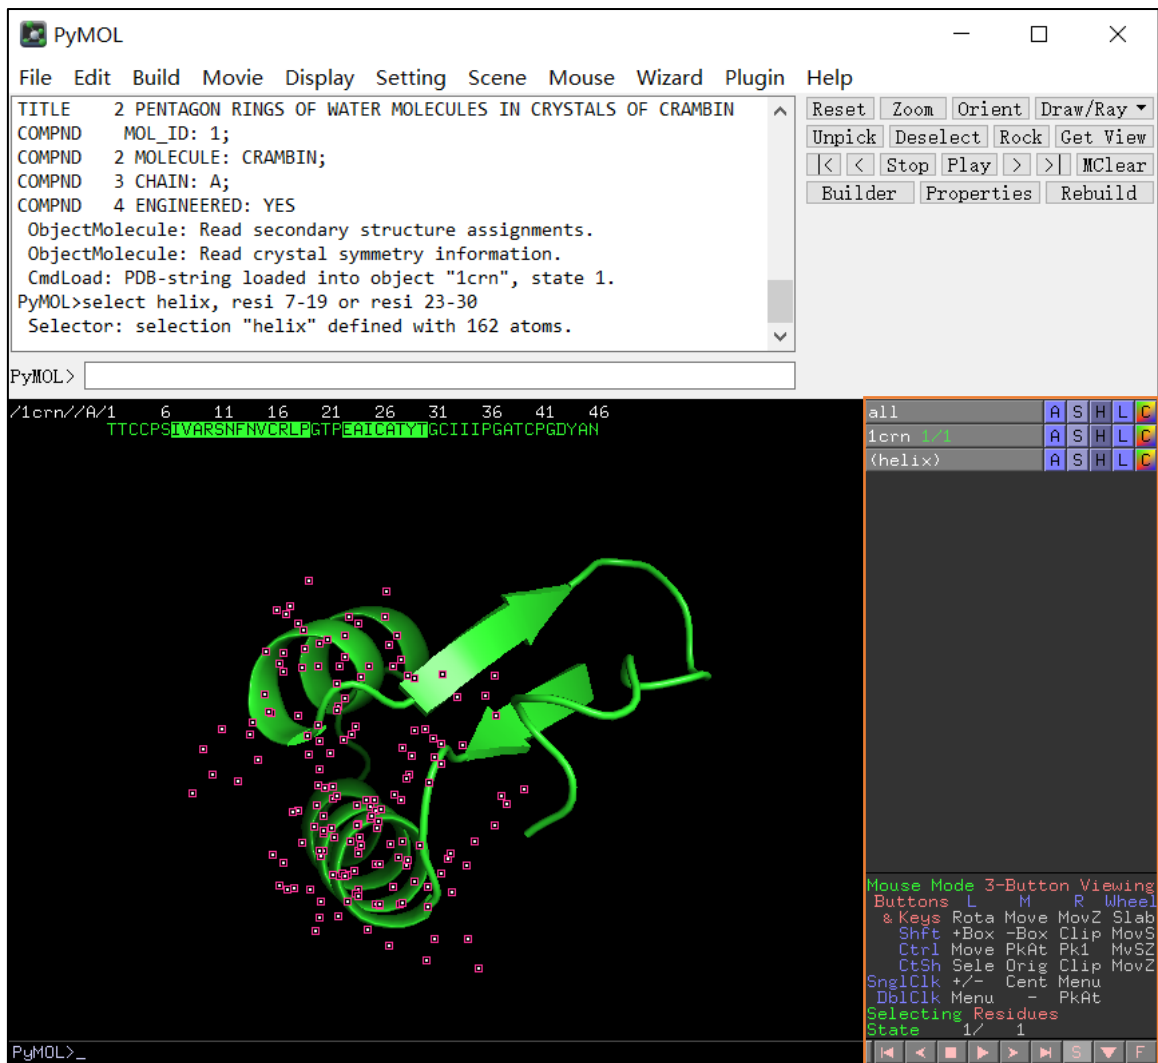 PyMOL
File Edit Build Movie Display Setting Scene Mouse Wizard Plugin Help
TITLE    2 PENTAGON RINGS OF WATER MOLECULES IN CRYSTALS OF CRAMBIN
COMPND    MOL_ID: 1;
COMPND   2 MOLECULE: CRAMBIN;
COMPND   3 CHAIN: A;
COMPND   4 ENGINEERED: YES
ObjectMolecule: Read secondary structure assignments.
ObjectMolecule: Read crystal symmetry information.
CmdLoad: PDB-string loaded into object "1crn", state 1.
PyMOL>select helix, resi 7-19 or resi 23-30
Selector: selection "helix" defined with 162 atoms.
PyMOL>
Reset Zoom Orient Draw/Ray ▼
Unpick Deselect Rock Get View
|< < Stop Play > >| MClear
Builder Properties Rebuild
/1crn//A/1 6 11 16 21 26 31 36 41 46
TTCCPSIVARSNFNVCRLPGTPEAICATYTGCIIIPGATCPGDYAN
all A S H L C
1crn 1/1 A S H L C
(helix) A S H L C
Mouse Mode 3-Button Viewing
Buttons L M R Wheel
& Keys Rota Move MovZ Slab
Shft +Box -Box Clip MovS
Ctrl Move PkAt Pk1 MvSZ
CtSh Sele Orig Clip MovZ
SnglClk +/- Cent Menu
DblClk Menu - PkAt
Selecting Residues
State 1/ 1
S F
PyMOL>_